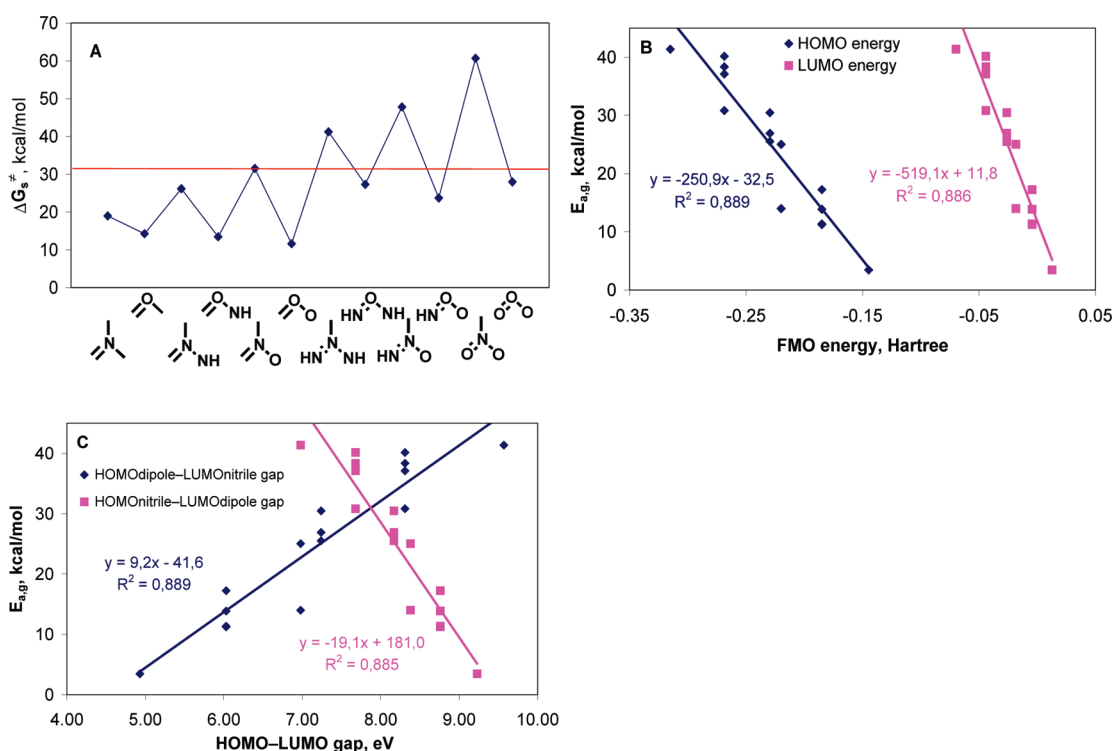 A
ΔGs≠, kcal/mol
70
60
50
40
30
20
10
0
O
O
NH
O
O
HN
O
NH
HN
O
O
O
O
O
N
N
NH
N
O
HN
N
NH
HN
N
O
O
N
O
B
HOMO energy
LUMO energy
Ea,g, kcal/mol
40
30
20
10
0
y = -250,9x - 32,5
R2 = 0,889
y = -519,1x + 11,8
R2 = 0,886
-0.35 -0.25 -0.15 -0.05 0.05
FMO energy, Hartree
C
HOMOdipole–LUMOnitrile gap
HOMOnitrile–LUMOdipole gap
Ea,g, kcal/mol
40
30
20
10
0
y = 9,2x - 41,6
R2 = 0,889
y = -19,1x + 181,0
R2 = 0,885
4.00 5.00 6.00 7.00 8.00 9.00 10.00
HOMO–LUMO gap, eV